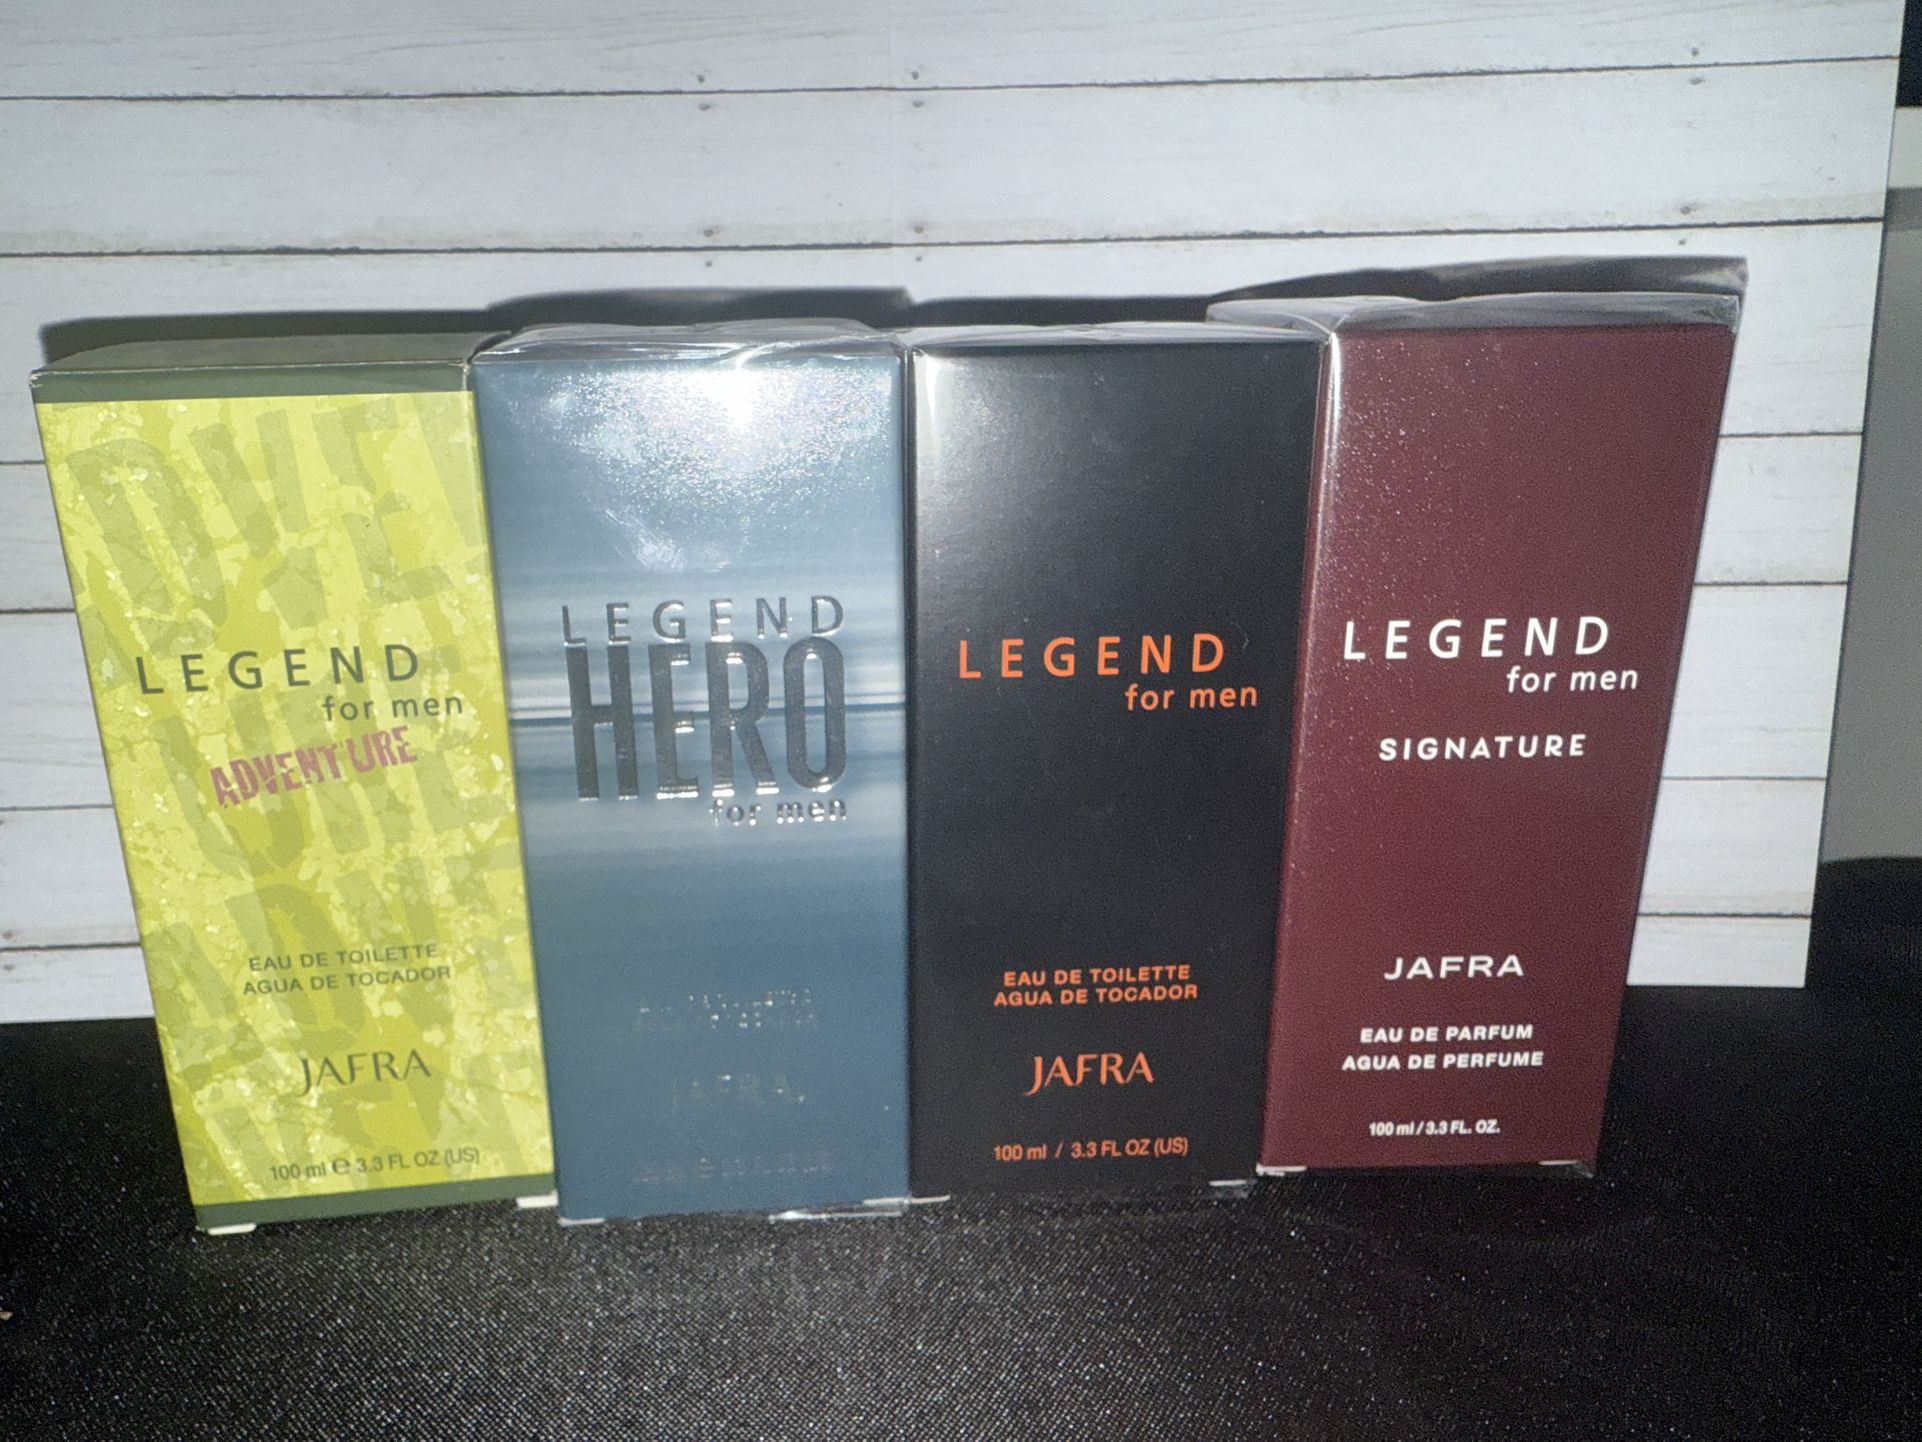 LEGEND
for men
ADVENTURE
EAU DE TOILETTE
AGUA DE TOCADOR
JAFRA
100 ml e 3.3 FL OZ (US)
LEGEND
HERO
for men
JAFRA
LEGEND
for men
EAU DE TOILETTE
AGUA DE TOCADOR
JAFRA
100 ml / 3.3 FL OZ (US)
LEGEND
for men
SIGNATURE
JAFRA
EAU DE PARFUM
AGUA DE PERFUME
100 ml / 3.3 FL. OZ.